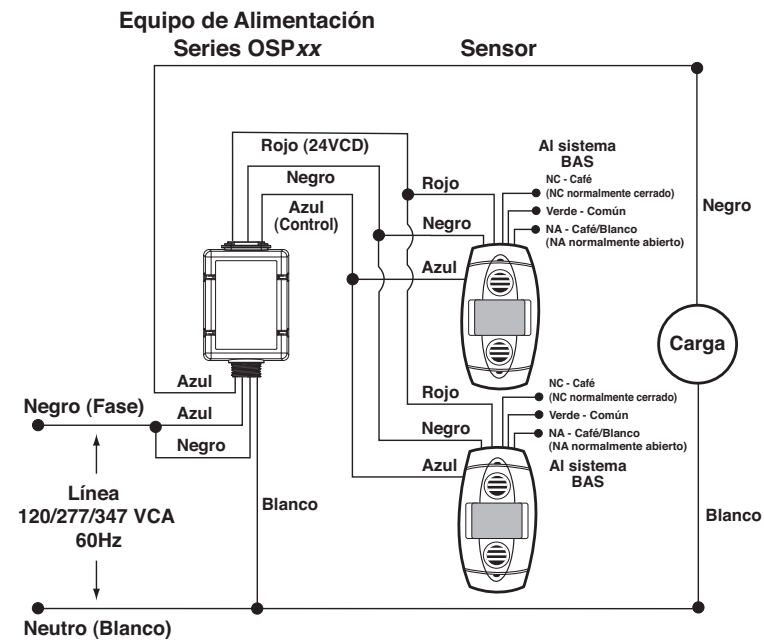 Equipo de Alimentación
Series OSPxx
Sensor
Rojo (24VCD)
Negro
Azul
(Control)
Rojo
Negro
Azul
Al sistema
BAS
NC - Café
(NC normalmente cerrado)
Verde - Común
NA - Café/Blanco
(NA normalmente abierto)
Negro
Carga
Azul
Negro (Fase)
Azul
Negro
Rojo
Negro
Azul
NC - Café
(NC normalmente cerrado)
Verde - Común
NA - Café/Blanco
(NA normalmente abierto)
Al sistema
BAS
Línea
120/277/347 VCA
60Hz
Blanco
Blanco
Neutro (Blanco)